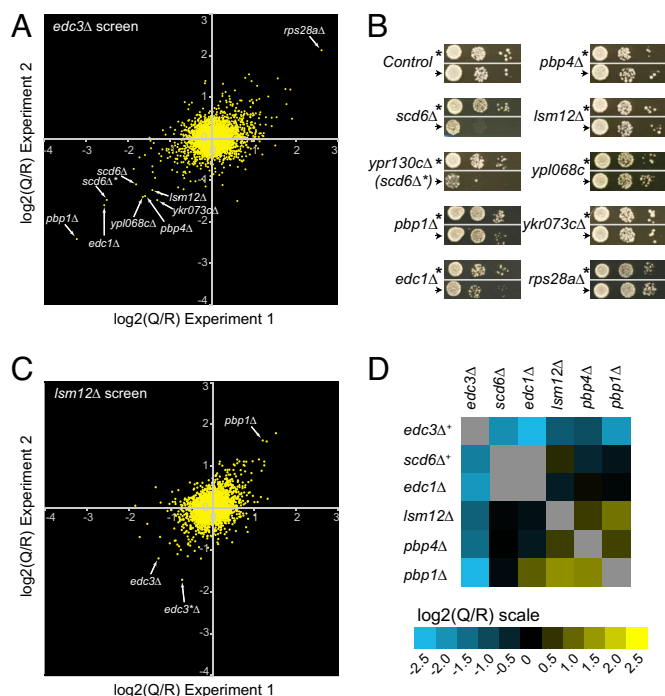 A
edc3Δ screen
rps28aΔ
3
2
1
0
-1
-2
-3
-4
-4
-3
-2
-1
0
1
2
3
scd6Δ
scd6Δ*
lsm12Δ
ykr073cΔ
pbp4Δ
ypl068cΔ
edc1Δ
pbp1Δ
log2(Q/R) Experiment 2
log2(Q/R) Experiment 1
B
Control
*
scd6Δ
*
ypr130cΔ
(scd6Δ*)
*
pbp1Δ
*
edc1Δ
*
pbp4Δ
*
lsm12Δ
*
ypl068c
*
ykr073cΔ
*
rps28aΔ
*
C
lsm12Δ screen
pbp1Δ
3
2
1
0
-1
-2
-3
-4
-4
-3
-2
-1
0
1
2
3
edc3Δ
edc3*Δ
log2(Q/R) Experiment 2
log2(Q/R) Experiment 1
D
edc3Δ
scd6Δ
edc1Δ
lsm12Δ
pbp4Δ
pbp1Δ
edc3Δ⁺
scd6Δ⁺
edc1Δ
lsm12Δ
pbp4Δ
pbp1Δ
log2(Q/R) scale
-2.5
-2.0
-1.5
-1.0
-0.5
0
0.5
1.0
1.5
2.0
2.5